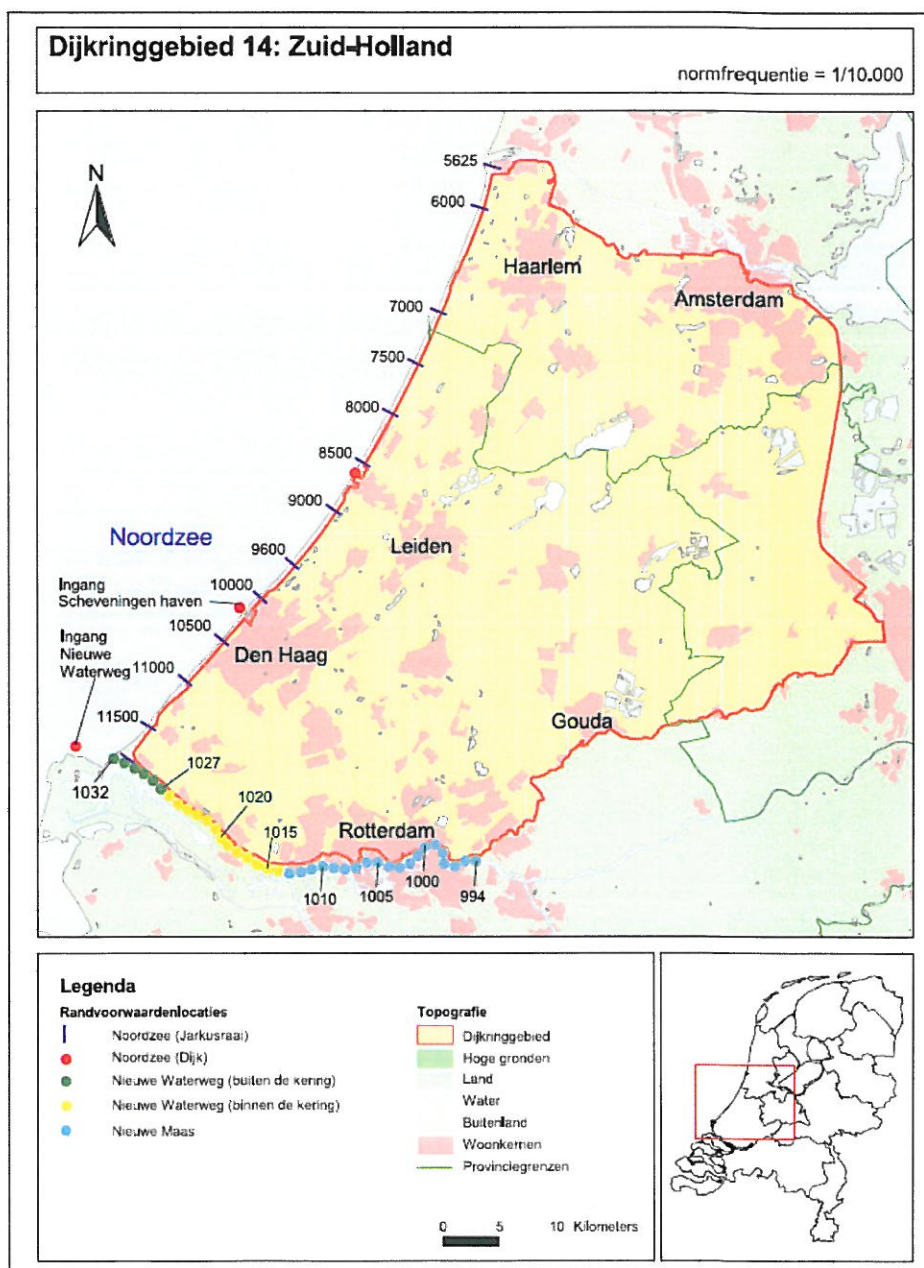 Dijkringgebied 14: Zuid-Holland
normfrequentie = 1/10.000
N
5625
6000
Haarlem
Amsterdam
7000
7500
8000
8500
9000
Noordzee
Leiden
9600
Ingang
Scheveningen haven
10000
10500
Ingang
Nieuwe
Waterweg
Den Haag
11000
11500
Gouda
1032
1027
1020
Rotterdam
1015
1010
1005
1000
994
Legenda
Randvoorwaardenlocaties
Noordzee (Jarkusraai)
Noordzee (Dijk)
Nieuwe Waterweg (buiten de kering)
Nieuwe Waterweg (binnen de kering)
Nieuwe Maas
Topografie
Dijkringgebied
Hoge gronden
Land
Water
Buitenland
Woonkernen
Provinciegrenzen
0 5 10 Kilometers